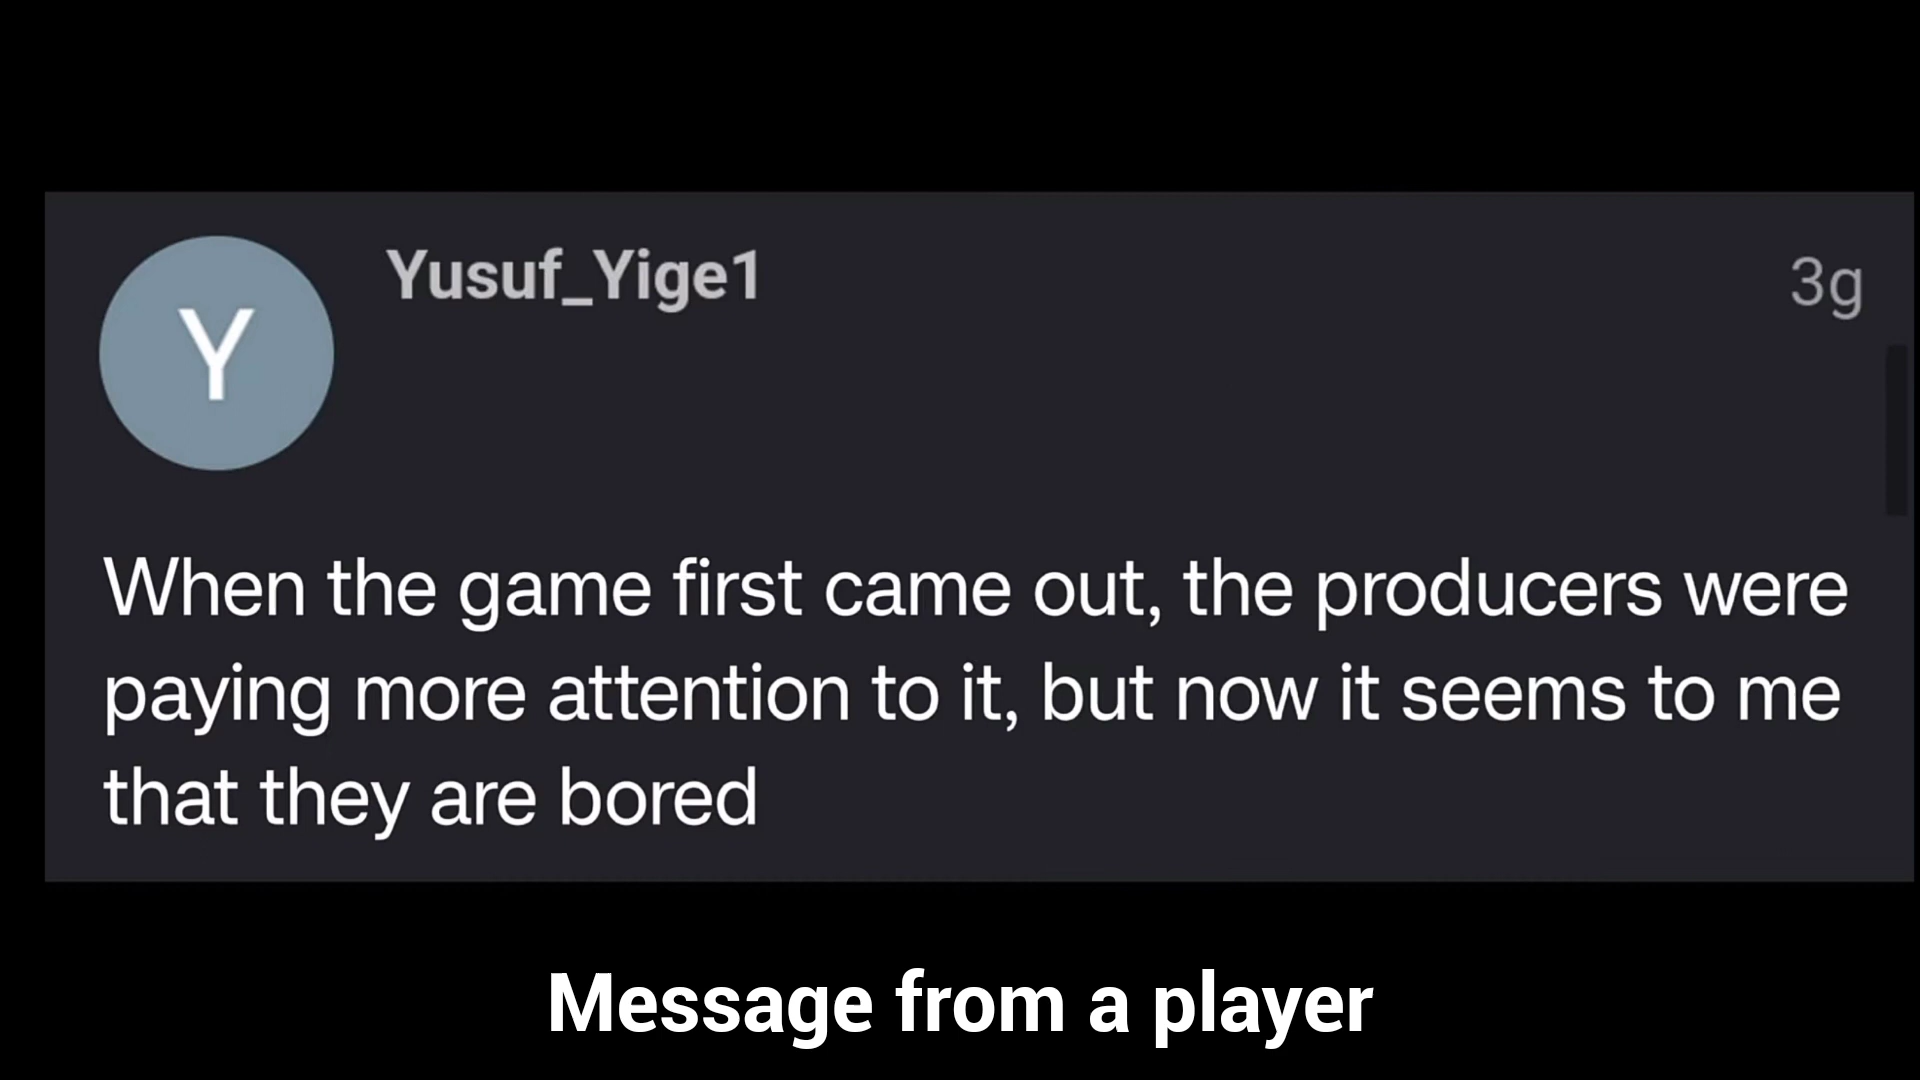 Y
Yusuf_Yige1
3g
When the game first came out, the producers were
paying more attention to it, but now it seems to me
that they are bored
Message from a player